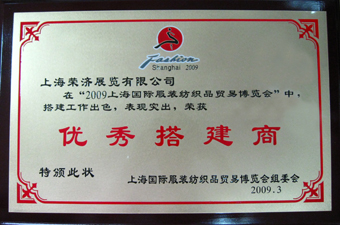 Fashion
Shanghai 2009
上海荣济展览有限公司
在“2009上海国际服装纺织品贸易博览会”中，
搭建工作出色，表现突出，荣获
优秀搭建商
特颁此状
上海国际服装纺织品贸易博览会组委会
2009.3